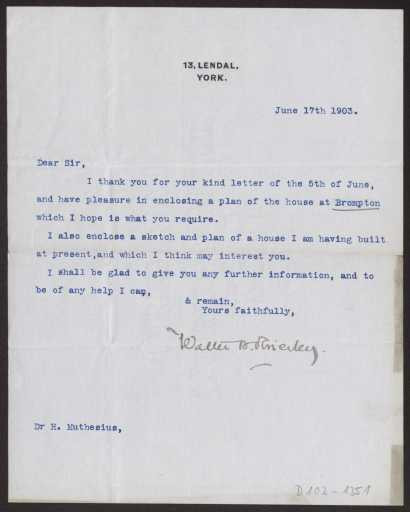 13, LENDAL,
YORK.
June 17th 1903.
Dear Sir,
I thank you for your kind letter of the 5th of June,
and have pleasure in enclosing a plan of the house at Brompton
which I hope is what you require.
I also enclose a sketch and plan of a house I am having built
at present,and which I think may interest you.
I shall be glad to give you any further information, and to
be of any help I can,
& remain,
Yours faithfully,
Walter H. Brierley.
Dr H. Muthesius,
D 102 - 1351